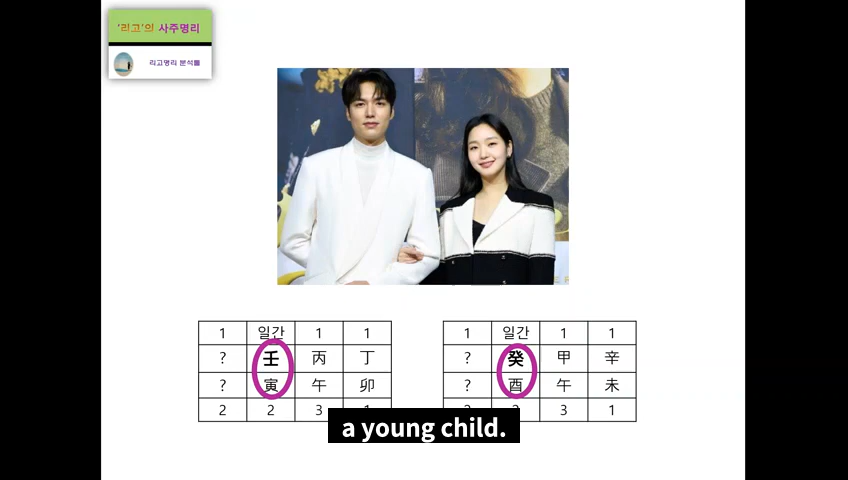 '리고'의 사주명리
리고명리 분석틀
1 일간 1 1
? 壬 丙 丁
? 寅 午 卯
2 2 3 1
1 일간 1 1
? 癸 甲 辛
? 酉 午 未
3 1
a young child.